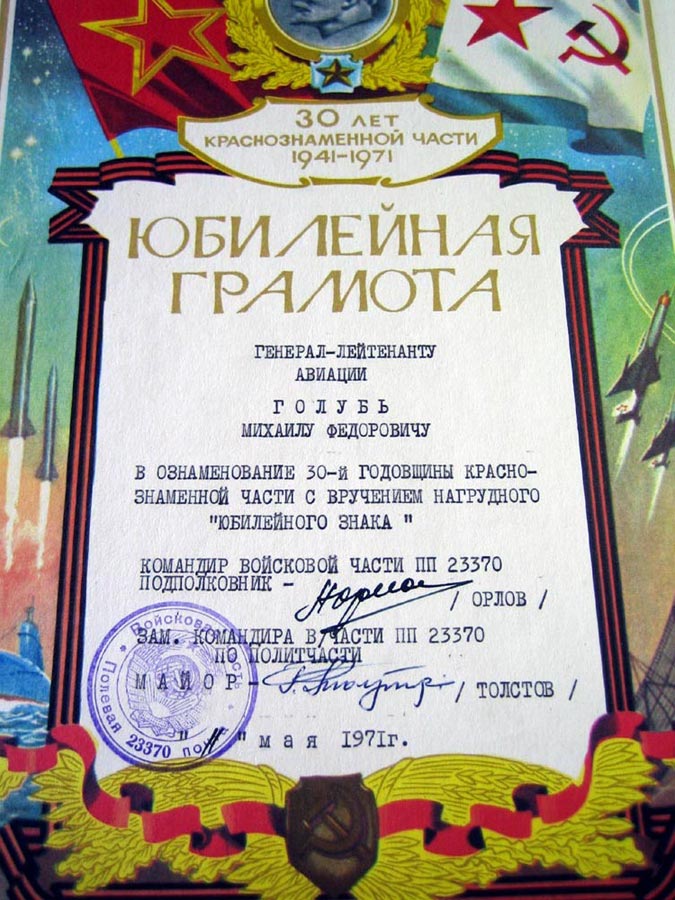 30 ЛЕТ
КРАСНОЗНАМЕННОЙ ЧАСТИ
1941-1971
ЮБИЛЕЙНАЯ
ГРАМОТА
ГЕНЕРАЛ-ЛЕЙТЕНАНТУ
АВИАЦИИ
ГОЛУБЬ
МИХАИЛУ ФЕДОРОВИЧУ
В ОЗНАМЕНОВАНИЕ 30-й ГОДОВЩИНЫ КРАСНО-
ЗНАМЕННОЙ ЧАСТИ С ВРУЧЕНИЕМ НАГРУДНОГО
"ЮБИЛЕЙНОГО ЗНАКА "
КОМАНДИР ВОЙСКОВОЙ ЧАСТИ ПП 23370
ПОДПОЛКОВНИК -
/ ОРЛОВ /
ЗАМ. КОМАНДИРА В/ЧАСТИ ПП 23370
ПО ПОЛИТЧАСТИ
МАЙОР - / ТОЛСТОВ /
" " мая 1971г.
Войсковая часть
Полевая
23370